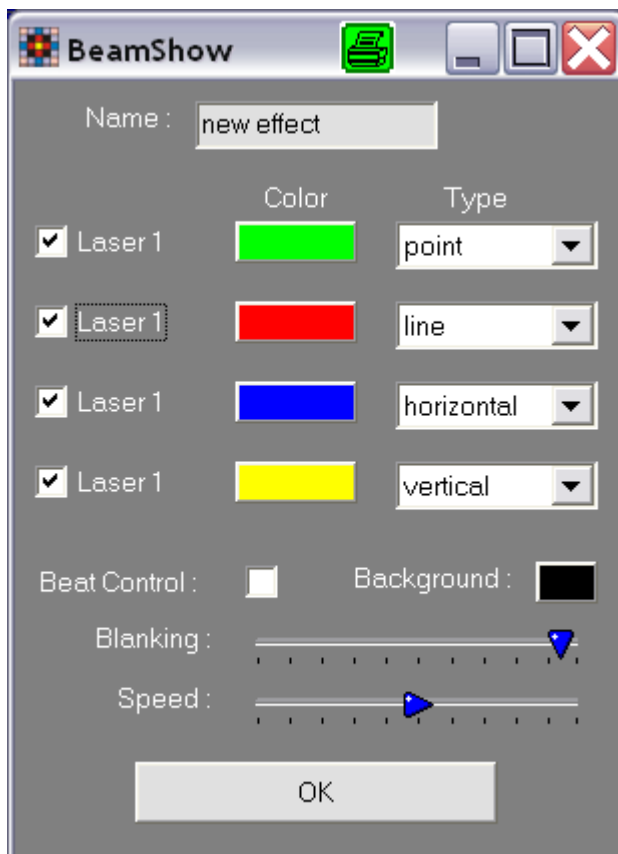 BeamShow
Name :
new effect
Color
Type
Laser 1
point
Laser 1
line
Laser 1
horizontal
Laser 1
vertical
Beat Control :
Background :
Blanking :
Speed :
OK